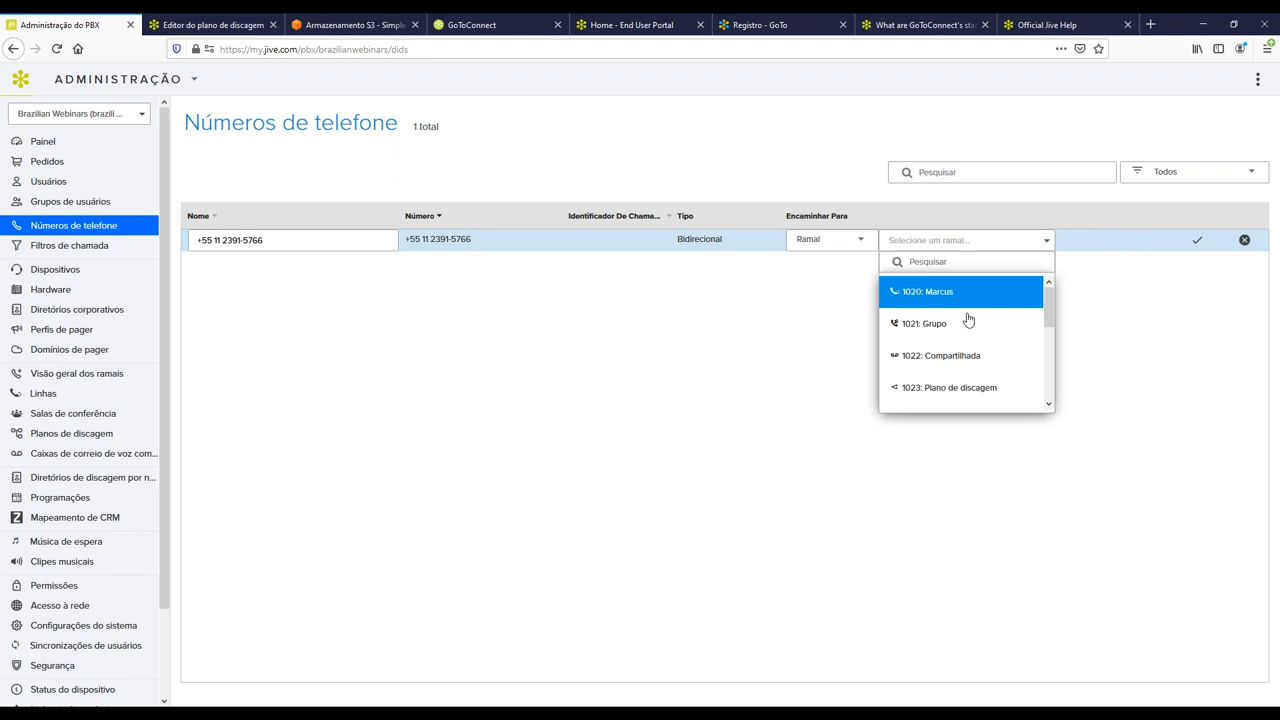 Administração do PBX
Editor do plano de discagem
Armazenamento S3 - Simple
GoToConnect
Home - End User Portal
Registro - GoTo
What are GoToConnect's sta
Official Jive Help
https://my.jive.com/pbx/brazilianwebinars/dids
ADMINISTRAÇÃO
Brazilian Webinars (brazili ...
Painel
Pedidos
Usuários
Grupos de usuários
Números de telefone
Filtros de chamada
Dispositivos
Hardware
Diretórios corporativos
Perfis de pager
Domínios de pager
Visão geral dos ramais
Linhas
Salas de conferência
Planos de discagem
Caixas de correio de voz com...
Diretórios de discagem por n...
Programações
Mapeamento de CRM
Música de espera
Clipes musicais
Permissões
Acesso à rede
Configurações do sistema
Sincronizações de usuários
Segurança
Status do dispositivo
Números de telefone 1 total
Pesquisar
Todos
Nome
Número
Identificador De Chama...
Tipo
Encaminhar Para
+55 11 2391-5766
+55 11 2391-5766
Bidirecional
Ramal
Selecione um ramal...
Pesquisar
1020: Marcus
1021: Grupo
1022: Compartilhada
1023: Plano de discagem